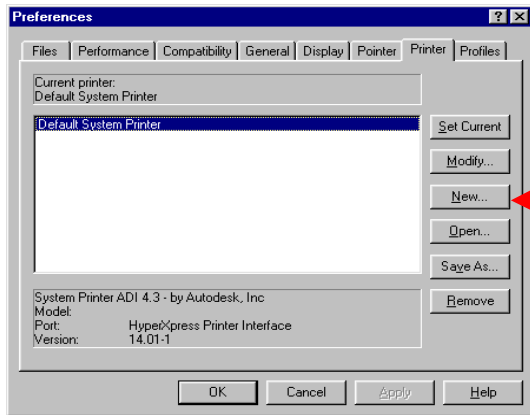 Preferences
Files Performance Compatibility General Display Pointer Printer Profiles
Current printer:
Default System Printer
Default System Printer
Set Current
Modify...
New...
Open...
Save As...
Remove
System Printer ADI 4.3 - by Autodesk, Inc
Model:
Port: HyperXpress Printer Interface
Version: 14.01-1
OK Cancel Apply Help